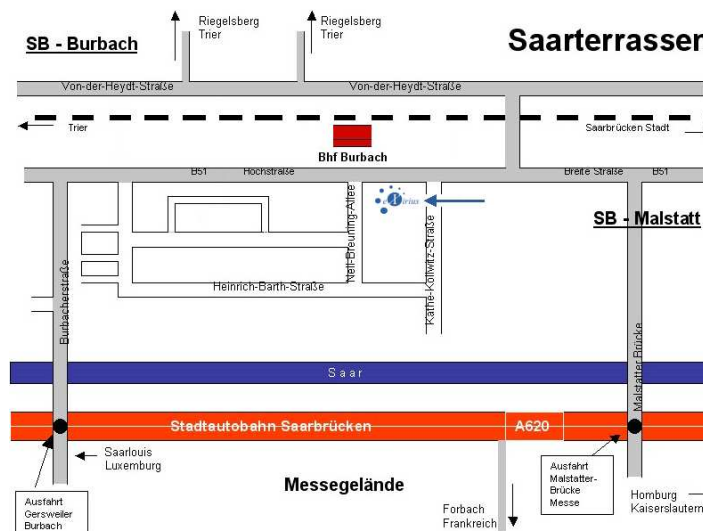 Riegelsberg
Trier
Riegelsberg
Trier
SB - Burbach
Saarterrassen
Von-der-Heydt-Straße
Von-der-Heydt-Straße
Trier
Saarbrücken Stadt
Bhf Burbach
B51
Hochstraße
Breite Straße
B51
SB - Malstatt
Nell-Breuning-Allee
Käthe-Kollwitz-Straße
Heinrich-Barth-Straße
Burbacherstraße
Malstatter Brücke
Saar
Stadtautobahn Saarbrücken
A620
Saarlouis
Luxemburg
Ausfahrt
Gersweiler
Burbach
Messegelände
Forbach
Frankreich
Ausfahrt
Malstatter-
Brücke
Messe
Homburg
Kaiserslautern